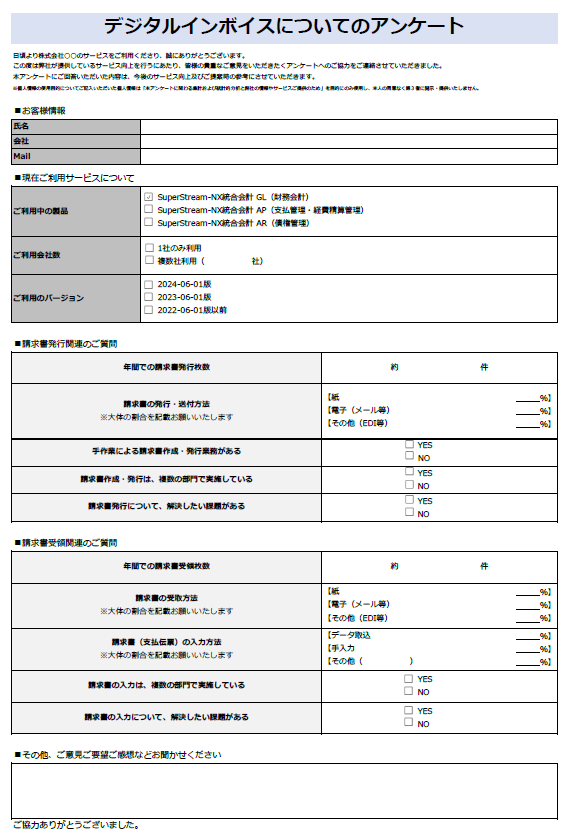 デジタルインボイスについてのアンケート
日頃より株式会社〇〇のサービスをご利用くださり、誠にありがとうございます。
この度は弊社が提供しているサービス向上を行うにあたり、皆様の貴重なご意見をいただきたくアンケートへのご協力をご連絡させていただきました。
本アンケートにご回答いただいた内容は、今後のサービス向上及びご提案時の参考にさせていただきます。
※個人情報の使用目的についてご記入いただいた個人情報は「本アンケートに関わる集計および統計的分析と弊社の情報やサービスご提供のため」を目的にのみ使用し、本人の同意なく第３者に開示・提供いたしません。
■お客様情報
氏名
会社
Mail
■現在ご利用サービスについて
ご利用中の製品
☑ SuperStream-NX統合会計 GL（財務会計）
□ SuperStream-NX統合会計 AP（支払管理・経費精算管理）
□ SuperStream-NX統合会計 AR（債権管理）
ご利用会社数
□ 1社のみ利用
□ 複数社利用（　　　　　社）
ご利用のバージョン
□ 2024-06-01版
□ 2023-06-01版
□ 2022-06-01版以前
■請求書発行関連のご質問
年間での請求書発行枚数　約　　　　　件
請求書の発行・送付方法
※大体の割合を記載お願いいたします
【紙　　　　　____%】
【電子（メール等）　　　　　____%】
【その他（EDI等）　　　　　____%】
手作業による請求書作成・発行業務がある
□ YES
□ NO
請求書作成・発行は、複数の部門で実施している
□ YES
□ NO
請求書発行について、解決したい課題がある
□ YES
□ NO
■請求書受領関連のご質問
年間での請求書受領枚数　約　　　　　件
請求書の受取方法
※大体の割合を記載お願いいたします
【紙　　　　　____%】
【電子（メール等）　　　　　____%】
【その他（EDI等）　　　　　____%】
請求書（支払伝票）の入力方法
※大体の割合を記載お願いいたします
【データ取込　　　　　____%】
【手入力　　　　　____%】
【その他（　　　　　）　　　　　____%】
請求書の入力は、複数の部門で実施している
□ YES
□ NO
請求書の入力について、解決したい課題がある
□ YES
□ NO
■その他、ご意見ご要望ご感想などお聞かせください
ご協力ありがとうございました。